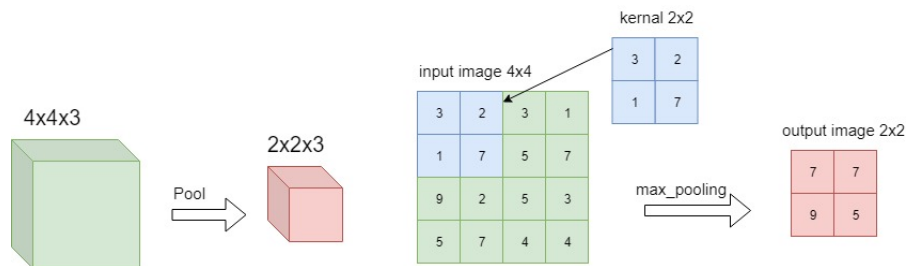 4x4x3
Pool
2x2x3
input image 4x4
3 2 3 1
1 7 5 7
9 2 5 3
5 7 4 4
kernal 2x2
3 2
1 7
max_pooling
output image 2x2
7 7
9 5